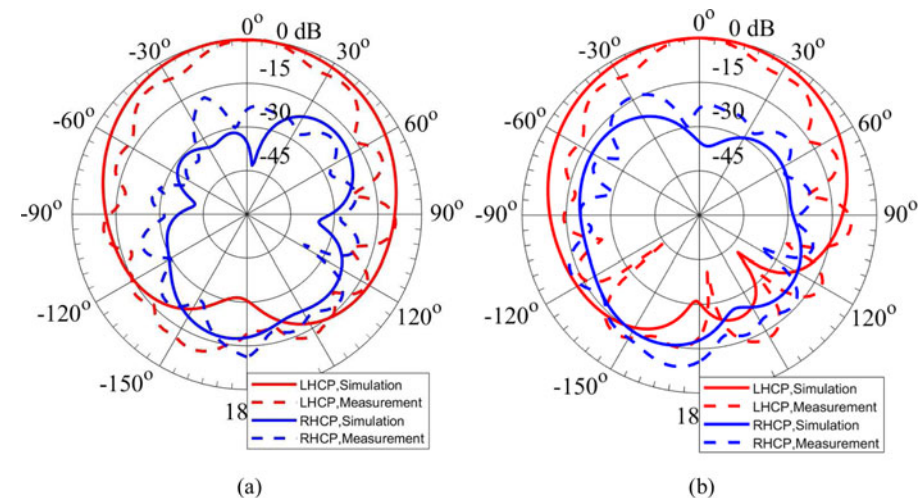 0° 0 dB
-30° 30°
-15
-60° -30 60°
-45
-90° 90°
-120° 120°
-150°
18
LHCP,Simulation
LHCP,Measurement
RHCP,Simulation
RHCP,Measurement
(a)
0° 0 dB
-30° 30°
-15
-60° -30 60°
-45
-90° 90°
-120° 120°
-150°
18
LHCP,Simulation
LHCP,Measurement
RHCP,Simulation
RHCP,Measurement
(b)